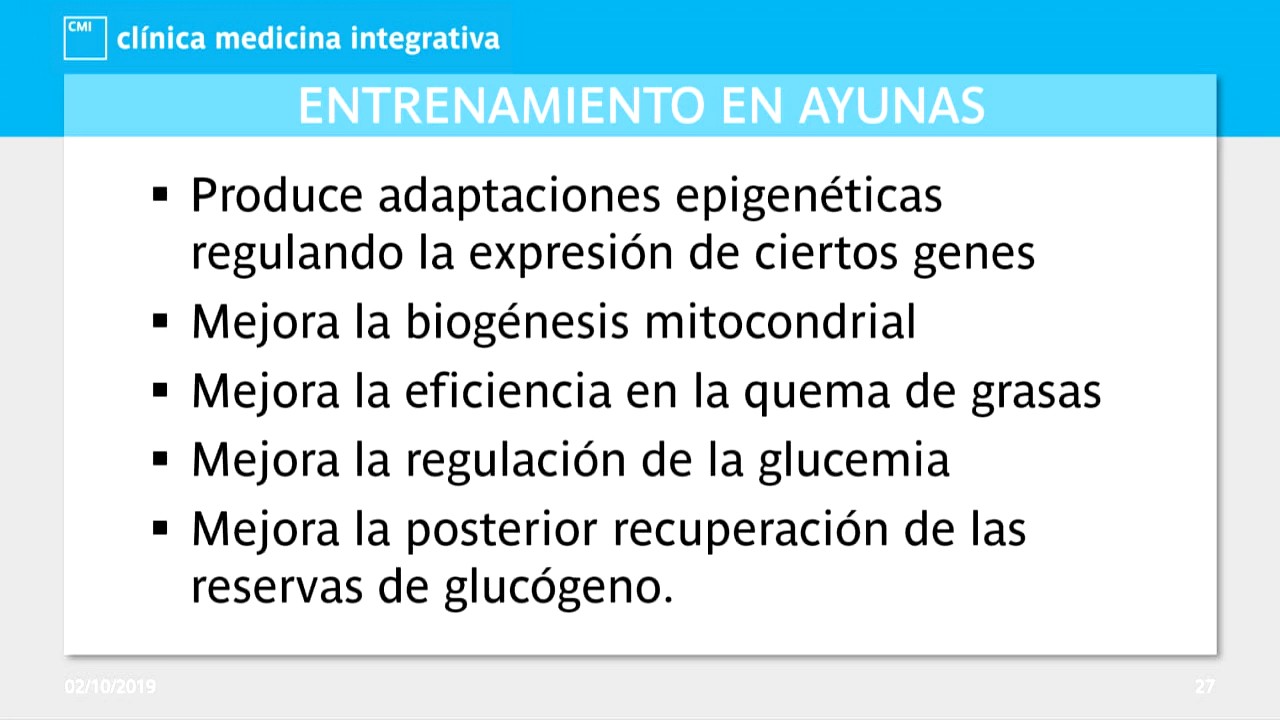 CMI
clínica medicina integrativa
ENTRENAMIENTO EN AYUNAS
▪ Produce adaptaciones epigenéticas
regulando la expresión de ciertos genes
▪ Mejora la biogénesis mitocondrial
▪ Mejora la eficiencia en la quema de grasas
▪ Mejora la regulación de la glucemia
▪ Mejora la posterior recuperación de las
reservas de glucógeno.
02/10/2019
27